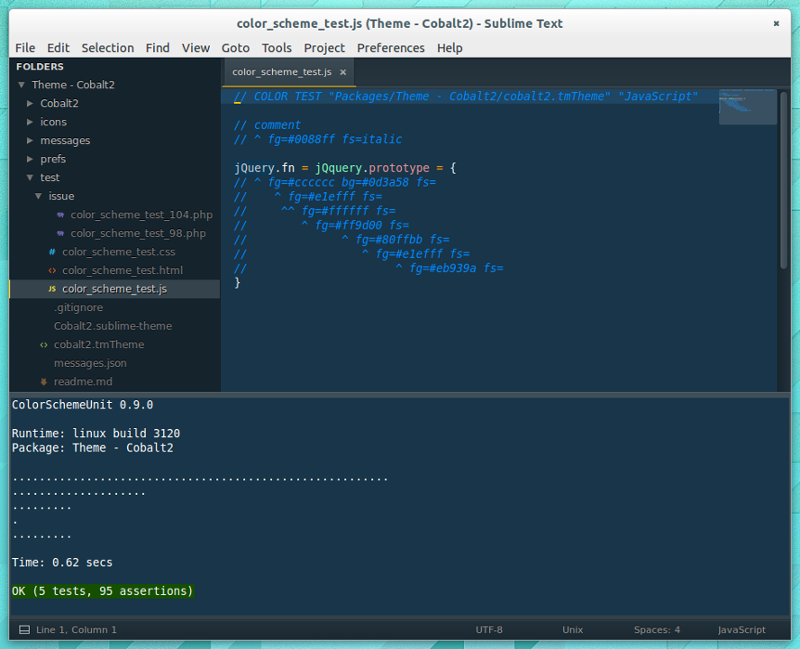 color_scheme_test.js (Theme - Cobalt2) - Sublime Text
File Edit Selection Find View Goto Tools Project Preferences Help
FOLDERS
Theme - Cobalt2
Cobalt2
icons
messages
prefs
test
issue
color_scheme_test_104.php
color_scheme_test_98.php
color_scheme_test.css
color_scheme_test.html
JS color_scheme_test.js
.gitignore
Cobalt2.sublime-theme
cobalt2.tmTheme
messages.json
readme.md
color_scheme_test.js
// COLOR TEST "Packages/Theme - Cobalt2/cobalt2.tmTheme" "JavaScript"
// comment
// ^ fg=#0088ff fs=italic
jQuery.fn = jQquery.prototype = {
// ^ fg=#cccccc bg=#0d3a58 fs=
//    ^ fg=#e1efff fs=
//     ^^ fg=#ffffff fs=
//        ^ fg=#ff9d00 fs=
//              ^ fg=#80ffbb fs=
//                 ^ fg=#e1efff fs=
//                      ^ fg=#eb939a fs=
}
ColorSchemeUnit 0.9.0
Runtime: linux build 3120
Package: Theme - Cobalt2
........................................................
....................
.........
.
.........
Time: 0.62 secs
OK (5 tests, 95 assertions)
Line 1, Column 1 UTF-8 Unix Spaces: 4 JavaScript